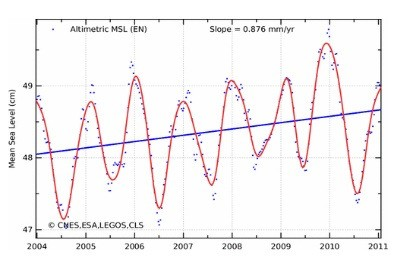 Altimetric MSL (EN) Slope = 0.876 mm/yr
49
Mean Sea Level (cm)
48
47
© CNES,ESA,LEGOS,CLS
2004 2005 2006 2007 2008 2009 2010 2011